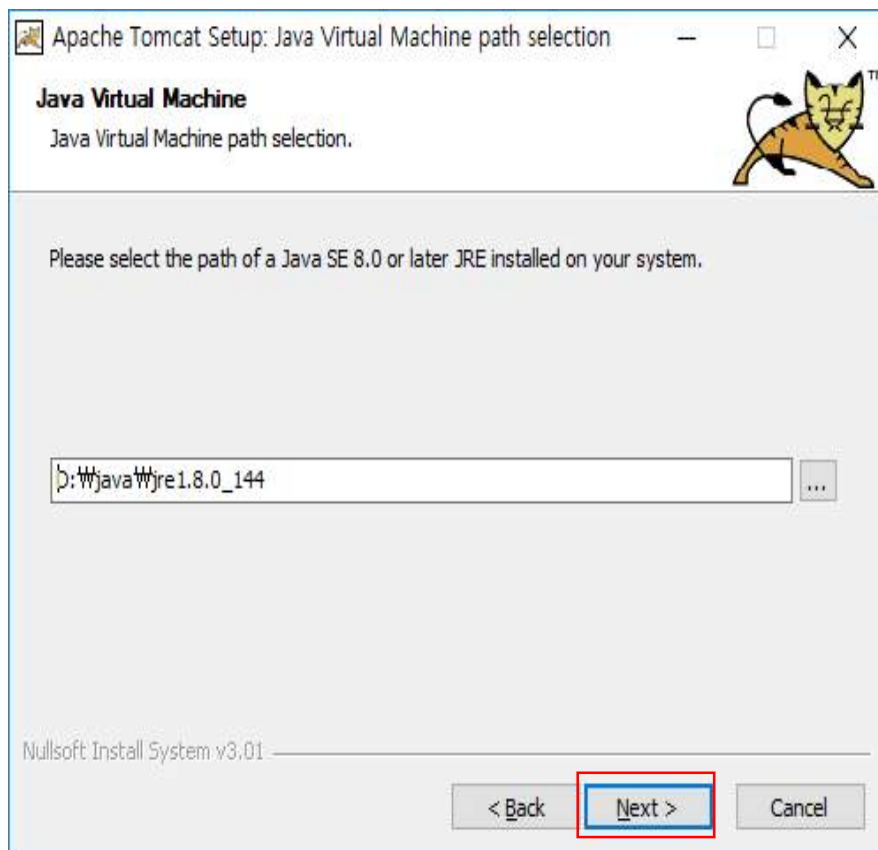 Apache Tomcat Setup: Java Virtual Machine path selection
TM
Java Virtual Machine
Java Virtual Machine path selection.
Please select the path of a Java SE 8.0 or later JRE installed on your system.
D:₩java₩jre1.8.0_144
...
Nullsoft Install System v3.01
< Back
Next >
Cancel